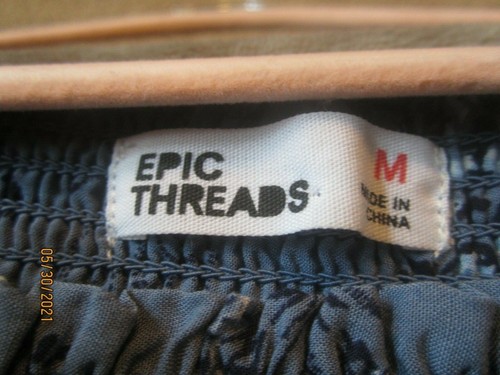 EPIC
THREADS
M
MADE IN
CHINA
05/30/2021